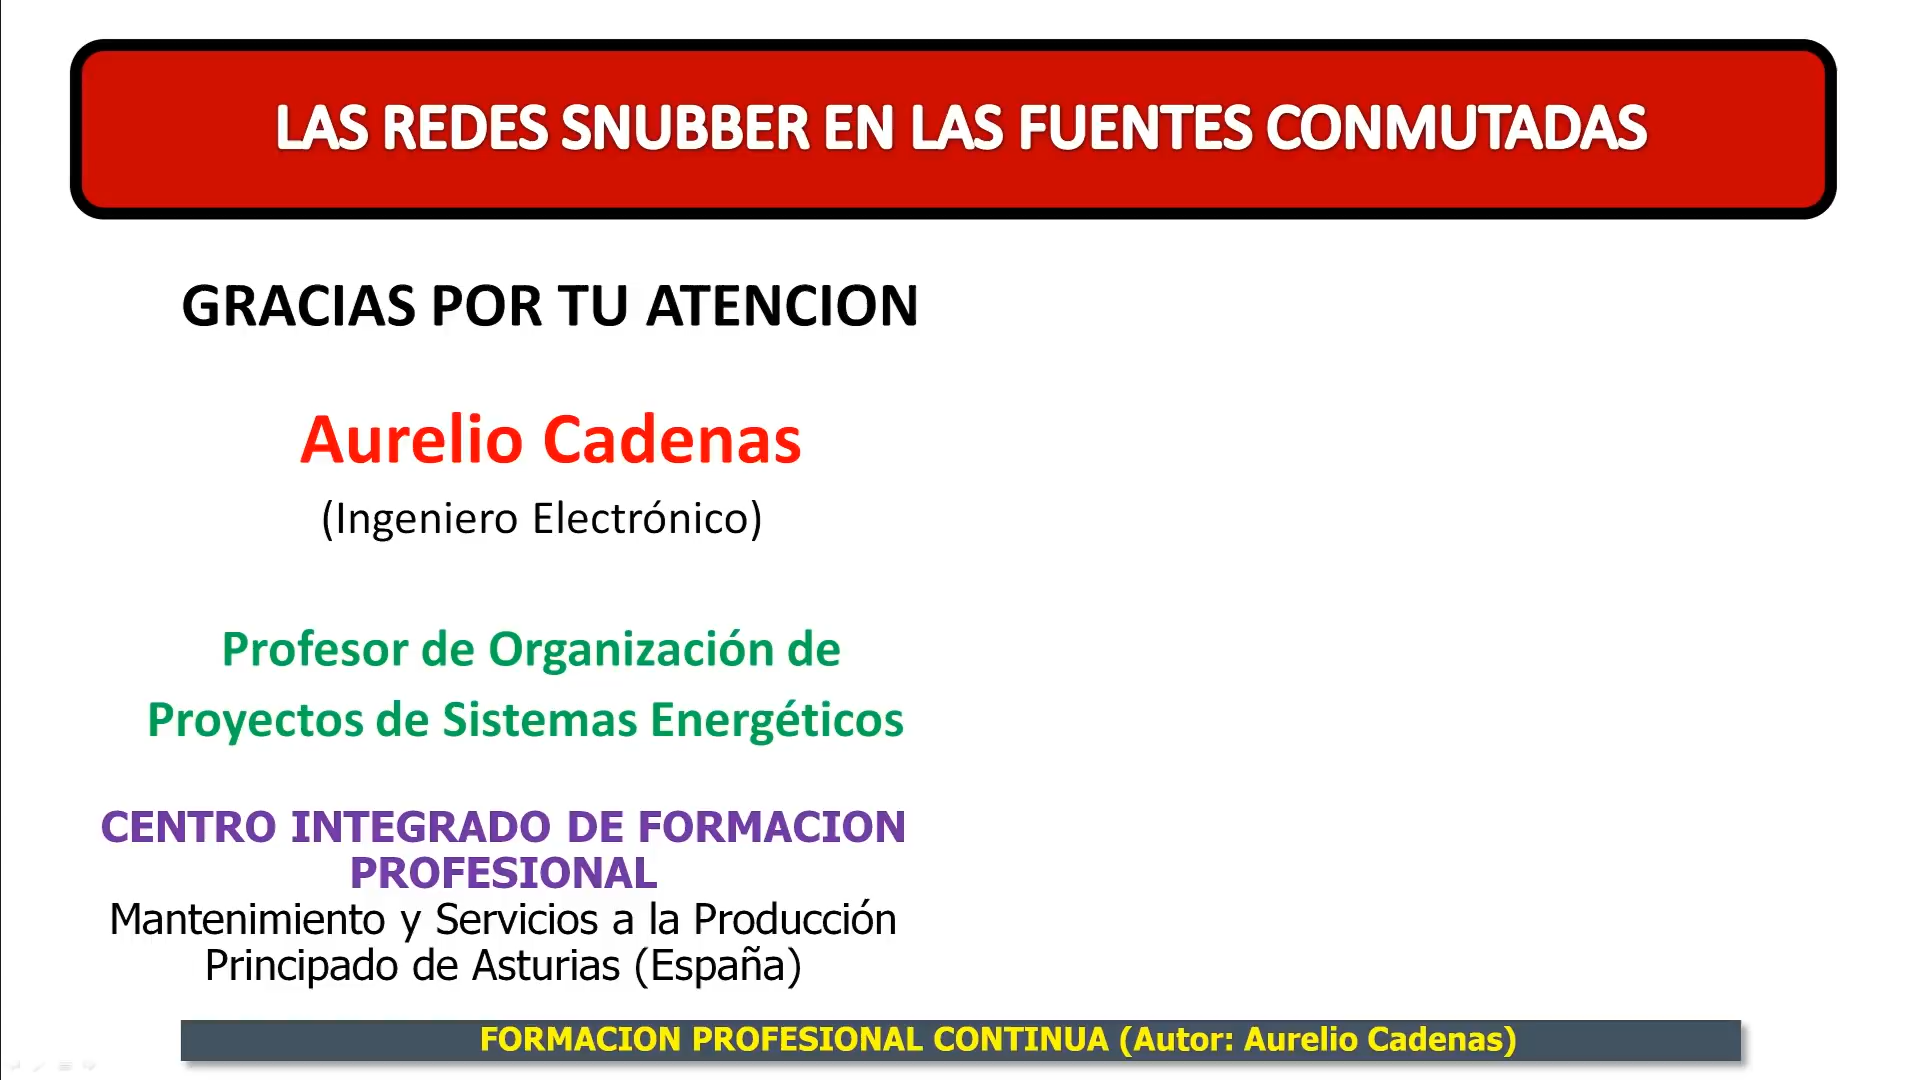 LAS REDES SNUBBER EN LAS FUENTES CONMUTADAS
GRACIAS POR TU ATENCION
Aurelio Cadenas
(Ingeniero Electrónico)
Profesor de Organización de
Proyectos de Sistemas Energéticos
CENTRO INTEGRADO DE FORMACION
PROFESIONAL
Mantenimiento y Servicios a la Producción
Principado de Asturias (España)
FORMACION PROFESIONAL CONTINUA (Autor: Aurelio Cadenas)